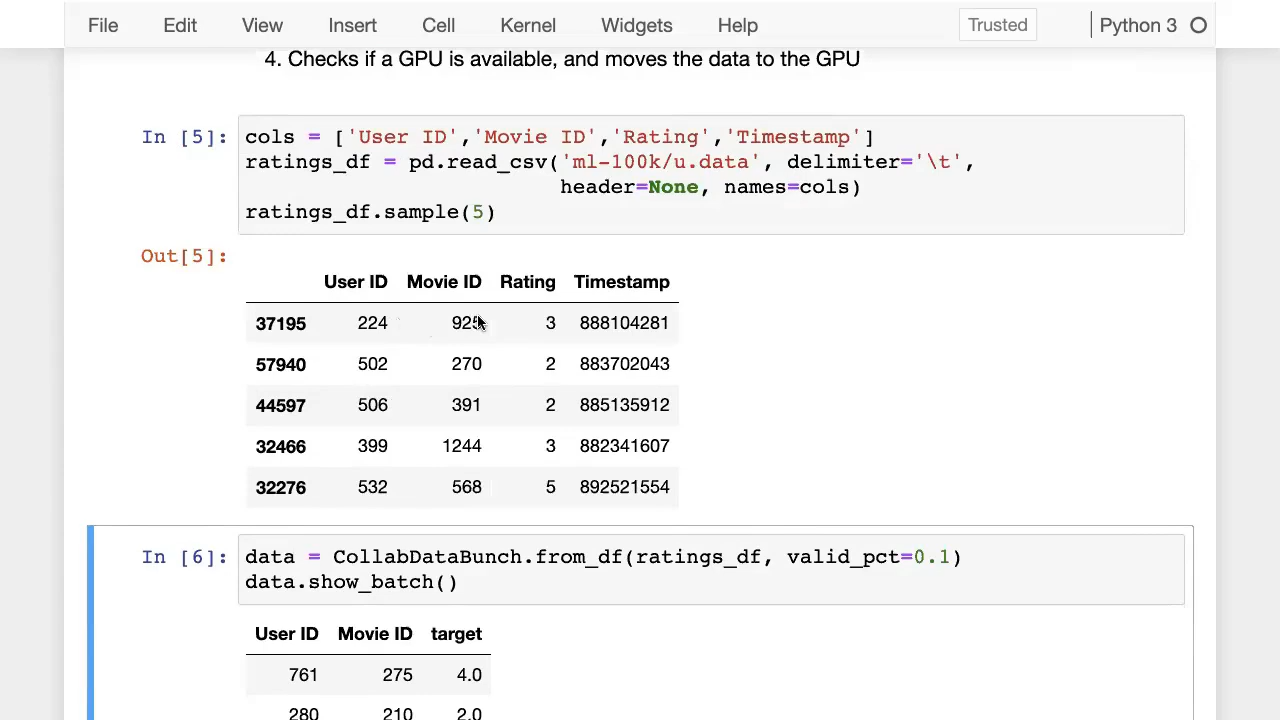 File Edit View Insert Cell Kernel Widgets Help Trusted Python 3
4. Checks if a GPU is available, and moves the data to the GPU
In [5]: cols = ['User ID','Movie ID','Rating','Timestamp']
ratings_df = pd.read_csv('ml-100k/u.data', delimiter='\t',
header=None, names=cols)
ratings_df.sample(5)
Out[5]:
User ID Movie ID Rating Timestamp
37195 224 925 3 888104281
57940 502 270 2 883702043
44597 506 391 2 885135912
32466 399 1244 3 882341607
32276 532 568 5 892521554
In [6]: data = CollabDataBunch.from_df(ratings_df, valid_pct=0.1)
data.show_batch()
User ID Movie ID target
761 275 4.0
280 210 2.0